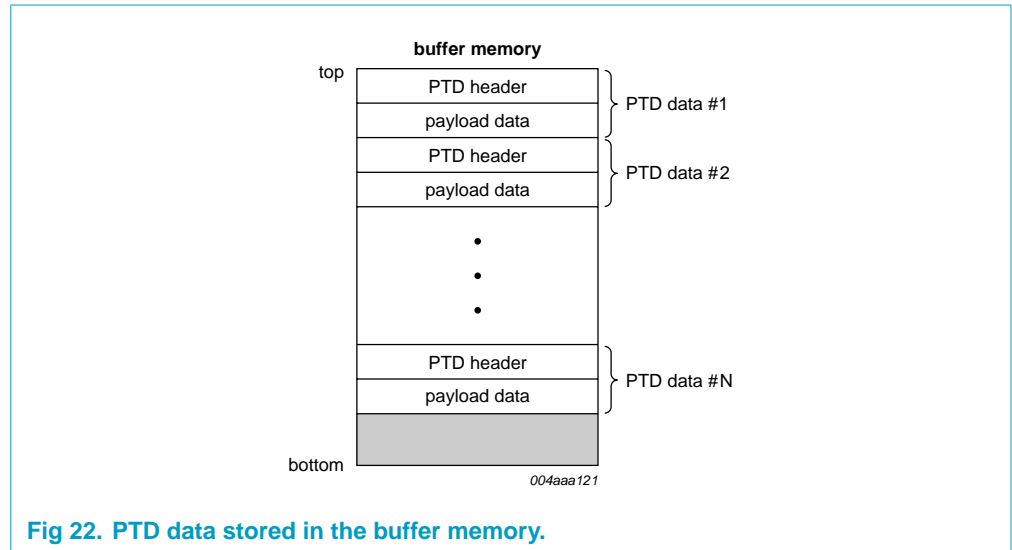 buffer memory
top
PTD header
payload data
PTD data #1
PTD header
payload data
PTD data #2
PTD header
payload data
PTD data #N
bottom
004aaa121
Fig 22. PTD data stored in the buffer memory.